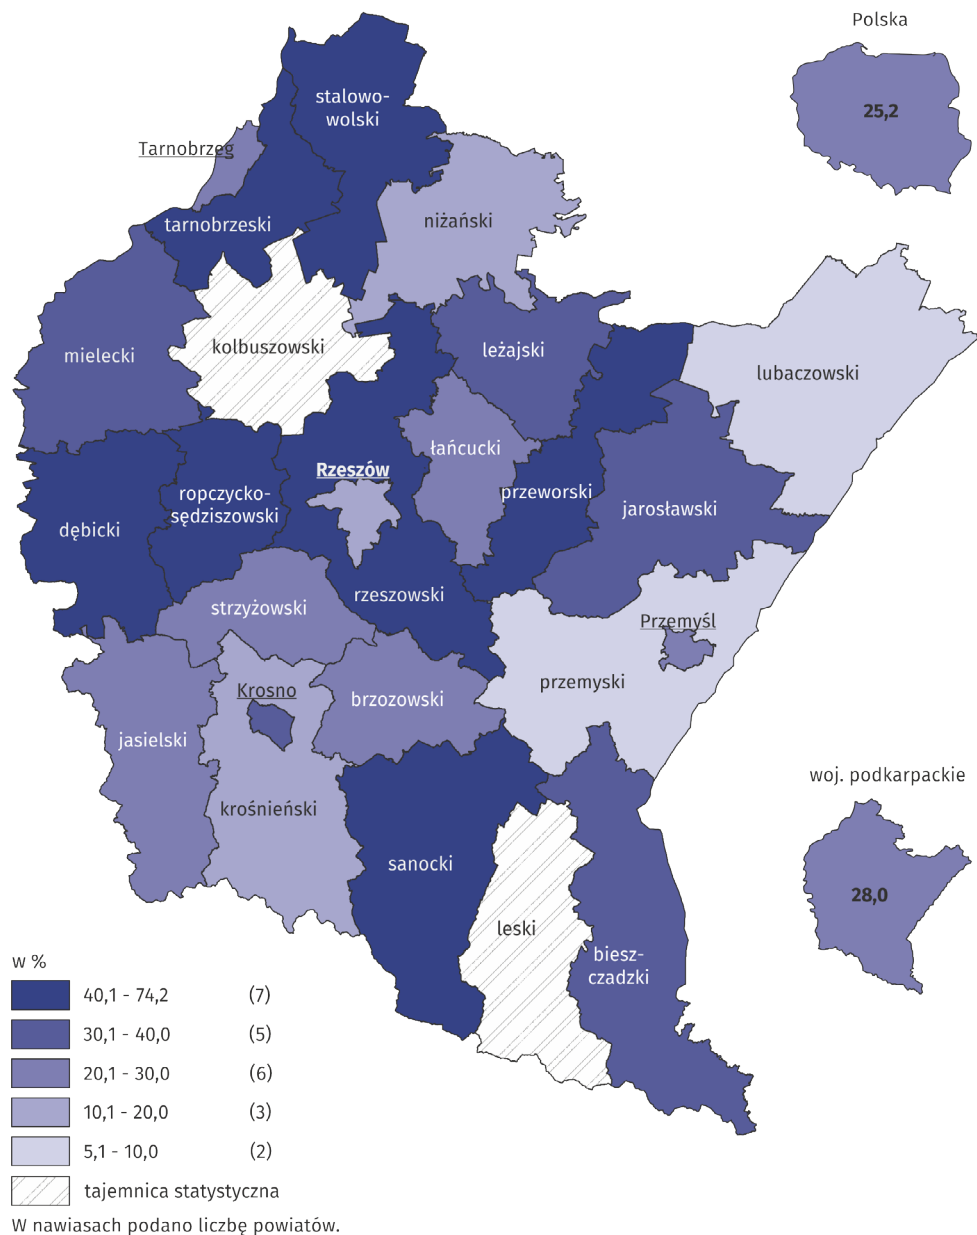 Polska
25,2
stalowo-
wolski
Tarnobrzeg
tarnobrzeski
niżański
mielecki
kolbuszowski
leżajski
lubaczowski
łańcucki
Rzeszów
ropczycko-
sędziszowski
przeworski
jarosławski
dębicki
rzeszowski
strzyżowski
Przemyśl
przemyski
Krosno
brzozowski
jasielski
woj. podkarpackie
28,0
krośnieński
sanocki
leski
biesz-
czadzki
w %
40,1 - 74,2 (7)
30,1 - 40,0 (5)
20,1 - 30,0 (6)
10,1 - 20,0 (3)
5,1 - 10,0 (2)
tajemnica statystyczna
W nawiasach podano liczbę powiatów.